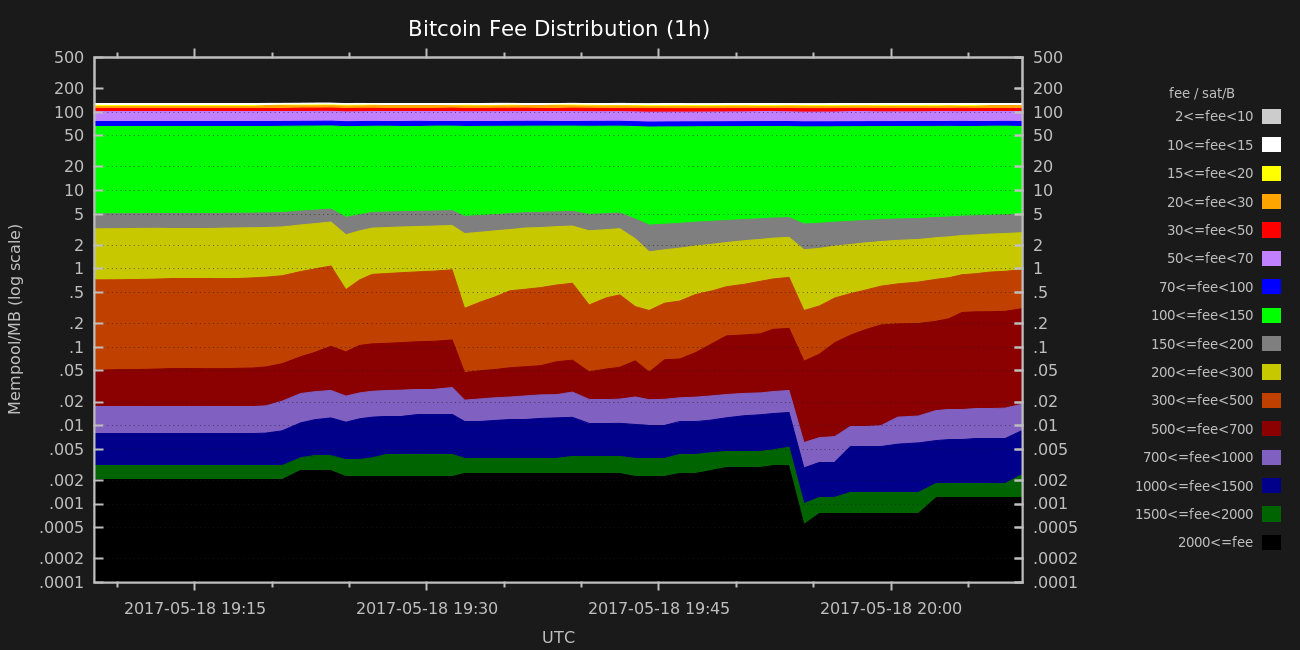 Bitcoin Fee Distribution (1h)
Mempool/MB (log scale)
500
200
100
50
20
10
5
2
1
.5
.2
.1
.05
.02
.01
.005
.002
.001
.0005
.0002
.0001
500
200
100
50
20
10
5
2
1
.5
.2
.1
.05
.02
.01
.005
.002
.001
.0005
.0002
.0001
fee / sat/B
2<=fee<10
10<=fee<15
15<=fee<20
20<=fee<30
30<=fee<50
50<=fee<70
70<=fee<100
100<=fee<150
150<=fee<200
200<=fee<300
300<=fee<500
500<=fee<700
700<=fee<1000
1000<=fee<1500
1500<=fee<2000
2000<=fee
2017-05-18 19:15 2017-05-18 19:30 2017-05-18 19:45 2017-05-18 20:00
UTC